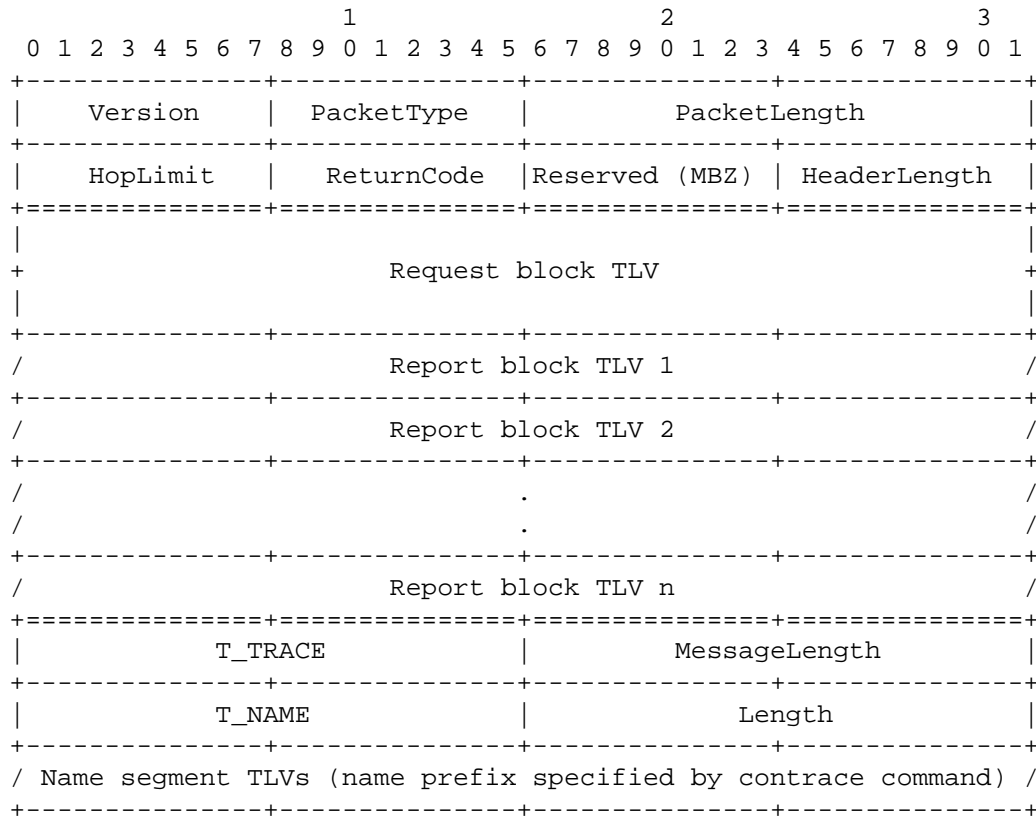 1                   2                   3
 0 1 2 3 4 5 6 7 8 9 0 1 2 3 4 5 6 7 8 9 0 1 2 3 4 5 6 7 8 9 0 1
+---------------+---------------+---------------+---------------+
|    Version    |  PacketType   |         PacketLength          |
+---------------+---------------+---------------+---------------+
|    HopLimit   |   ReturnCode  |Reserved (MBZ) | HeaderLength  |
+===============+===============+===============+===============+
|                                                               |
+                       Request block TLV                       +
|                                                               |
+---------------+---------------+---------------+---------------+
/                       Report block TLV 1                      /
+---------------+---------------+---------------+---------------+
/                       Report block TLV 2                      /
+---------------+---------------+---------------+---------------+
/                               .                               /
/                               .                               /
+---------------+---------------+---------------+---------------+
/                       Report block TLV n                      /
+===============+===============+===============+===============+
|            T_TRACE            |         MessageLength         |
+---------------+---------------+---------------+---------------+
|            T_NAME             |             Length            |
+---------------+---------------+---------------+---------------+
/ Name segment TLVs (name prefix specified by contrace command) /
+---------------+---------------+---------------+---------------+